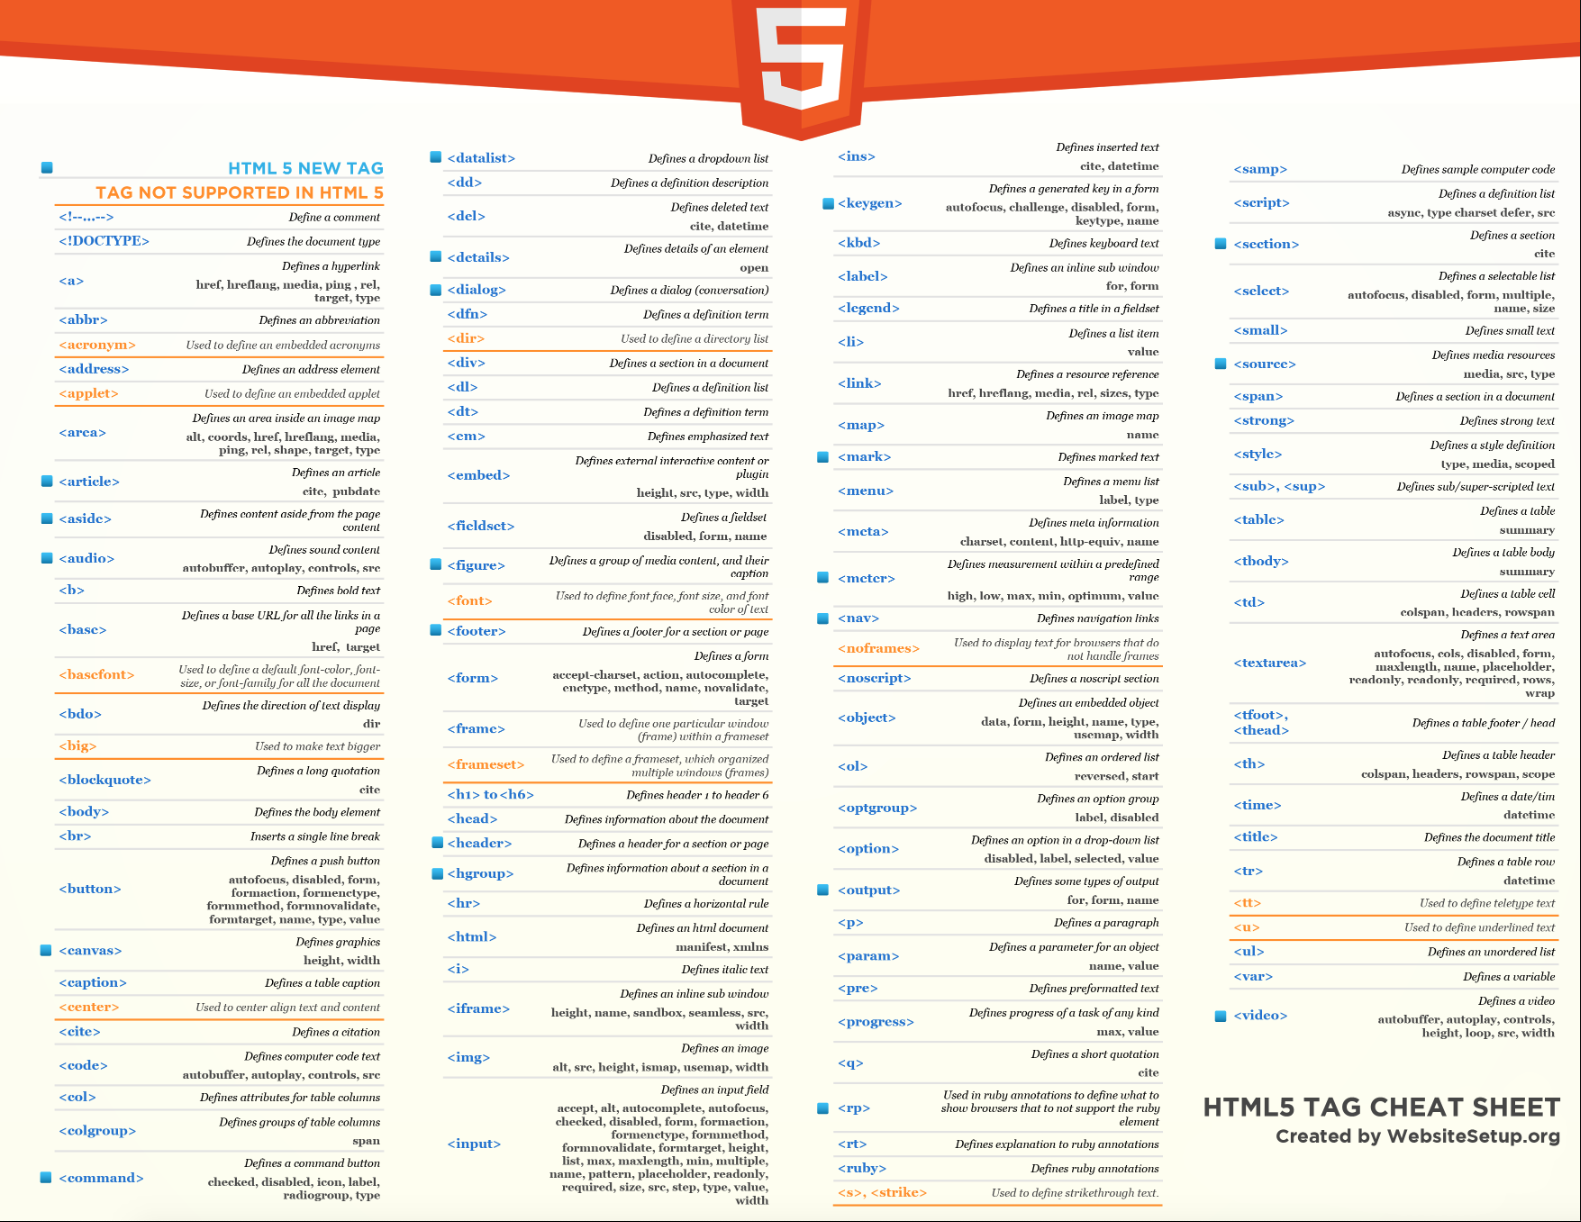 5
HTML 5 NEW TAG
TAG NOT SUPPORTED IN HTML 5
<!--...--> Define a comment
<!DOCTYPE> Defines the document type
<a> Defines a hyperlink
href, hreflang, media, ping , rel,
target, type
<abbr> Defines an abbreviation
<acronym> Used to define an embedded acronyms
<address> Defines an address element
<applet> Used to define an embedded applet
<area> Defines an area inside an image map
alt, coords, href, hreflang, media,
ping, rel, shape, target, type
<article> Defines an article
cite, pubdate
<aside> Defines content aside from the page
content
<audio> Defines sound content
autobuffer, autoplay, controls, src
<b> Defines bold text
<base> Defines a base URL for all the links in a
page
href, target
<basefont> Used to define a default font-color, font-
size, or font-family for all the document
<bdo> Defines the direction of text display
dir
<big> Used to make text bigger
<blockquote> Defines a long quotation
cite
<body> Defines the body element
<br> Inserts a single line break
<button> Defines a push button
autofocus, disabled, form,
formaction, formenctype,
formmethod, formnovalidate,
formtarget, name, type, value
<canvas> Defines graphics
height, width
<caption> Defines a table caption
<center> Used to center align text and content
<cite> Defines a citation
<code> Defines computer code text
autobuffer, autoplay, controls, src
<col> Defines attributes for table columns
<colgroup> Defines groups of table columns
span
<command> Defines a command button
checked, disabled, icon, label,
radiogroup, type
<datalist> Defines a dropdown list
<dd> Defines a definition description
<del> Defines deleted text
cite, datetime
<details> Defines details of an element
open
<dialog> Defines a dialog (conversation)
<dfn> Defines a definition term
<dir> Used to define a directory list
<div> Defines a section in a document
<dl> Defines a definition list
<dt> Defines a definition term
<em> Defines emphasized text
<embed> Defines external interactive content or
plugin
height, src, type, width
<fieldset> Defines a fieldset
disabled, form, name
<figure> Defines a group of media content, and their
caption
<font> Used to define font face, font size, and font
color of text
<footer> Defines a footer for a section or page
<form> Defines a form
accept-charset, action, autocomplete,
enctype, method, name, novalidate,
target
<frame> Used to define one particular window
(frame) within a frameset
<frameset> Used to define a frameset, which organized
multiple windows (frames)
<h1> to <h6> Defines header 1 to header 6
<head> Defines information about the document
<header> Defines a header for a section or page
<hgroup> Defines information about a section in a
document
<hr> Defines a horizontal rule
<html> Defines an html document
manifest, xmlns
<i> Defines italic text
<iframe> Defines an inline sub window
height, name, sandbox, seamless, src,
width
<img> Defines an image
alt, src, height, ismap, usemap, width
<input> Defines an input field
accept, alt, autocomplete, autofocus,
checked, disabled, form, formaction,
formenctype, formmethod,
formnovalidate, formtarget, height,
list, max, maxlength, min, multiple,
name, pattern, placeholder, readonly,
required, size, src, step, type, value,
width
<ins> Defines inserted text
cite, datetime
<keygen> Defines a generated key in a form
autofocus, challenge, disabled, form,
keytype, name
<kbd> Defines keyboard text
<label> Defines an inline sub window
for, form
<legend> Defines a title in a fieldset
<li> Defines a list item
value
<link> Defines a resource reference
href, hreflang, media, rel, sizes, type
<map> Defines an image map
name
<mark> Defines marked text
<menu> Defines a menu list
label, type
<meta> Defines meta information
charset, content, http-equiv, name
<meter> Defines measurement within a predefined
range
high, low, max, min, optimum, value
<nav> Defines navigation links
<noframes> Used to display text for browsers that do
not handle frames
<noscript> Defines a noscript section
<object> Defines an embedded object
data, form, height, name, type,
usemap, width
<ol> Defines an ordered list
reversed, start
<optgroup> Defines an option group
label, disabled
<option> Defines an option in a drop-down list
disabled, label, selected, value
<output> Defines some types of output
for, form, name
<p> Defines a paragraph
<param> Defines a parameter for an object
name, value
<pre> Defines preformatted text
<progress> Defines progress of a task of any kind
max, value
<q> Defines a short quotation
cite
<rp> Used in ruby annotations to define what to
show browsers that to not support the ruby
element
<rt> Defines explanation to ruby annotations
<ruby> Defines ruby annotations
<s>, <strike> Used to define strikethrough text.
<samp> Defines sample computer code
<script> Defines a definition list
async, type charset defer, src
<section> Defines a section
cite
<select> Defines a selectable list
autofocus, disabled, form, multiple,
name, size
<small> Defines small text
<source> Defines media resources
media, src, type
<span> Defines a section in a document
<strong> Defines strong text
<style> Defines a style definition
type, media, scoped
<sub>, <sup> Defines sub/super-scripted text
<table> Defines a table
summary
<tbody> Defines a table body
summary
<td> Defines a table cell
colspan, headers, rowspan
<textarea> Defines a text area
autofocus, cols, disabled, form,
maxlength, name, placeholder,
readonly, readonly, required, rows,
wrap
<tfoot>,
<thead> Defines a table footer / head
<th> Defines a table header
colspan, headers, rowspan, scope
<time> Defines a date/tim
datetime
<title> Defines the document title
<tr> Defines a table row
datetime
<tt> Used to define teletype text
<u> Used to define underlined text
<ul> Defines an unordered list
<var> Defines a variable
<video> Defines a video
autobuffer, autoplay, controls,
height, loop, src, width
HTML5 TAG CHEAT SHEET
Created by WebsiteSetup.org